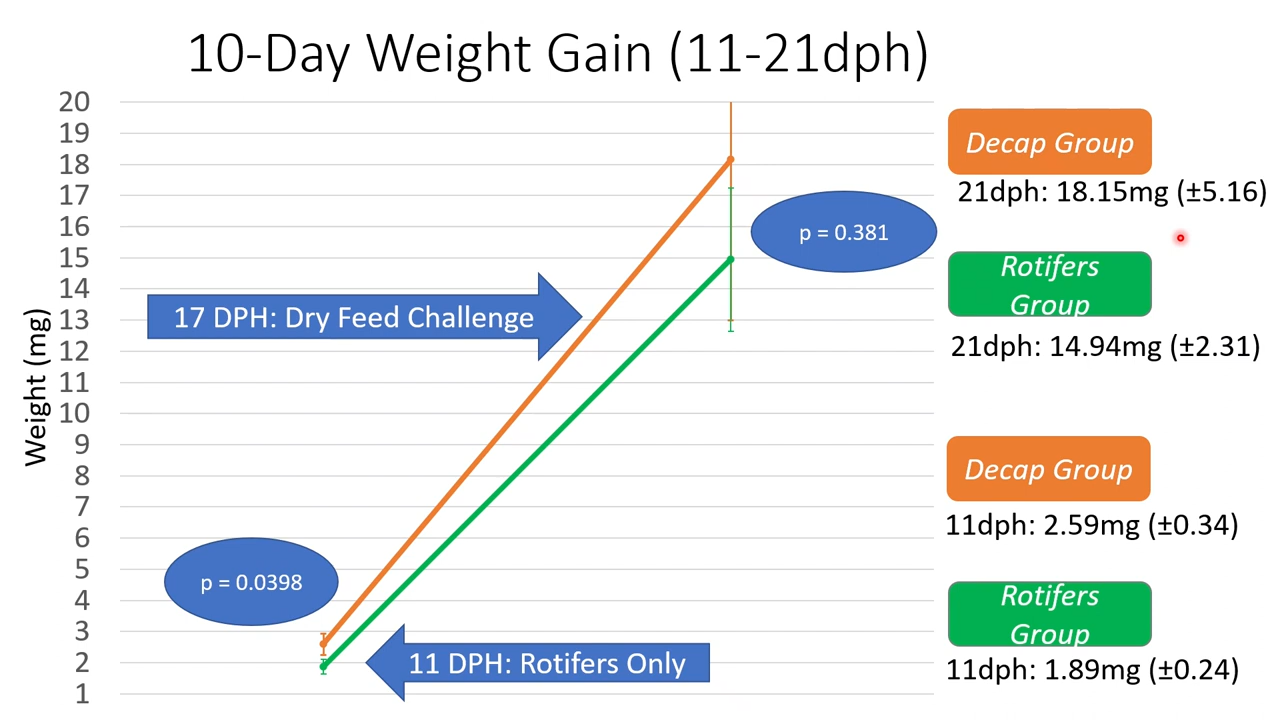 10-Day Weight Gain (11-21dph)
Weight (mg)
20
19
18
17
16
15
14
13
12
11
10
9
8
7
6
5
4
3
2
1
17 DPH: Dry Feed Challenge
p = 0.381
p = 0.0398
11 DPH: Rotifers Only
Decap Group
21dph: 18.15mg (±5.16)
Rotifers
Group
21dph: 14.94mg (±2.31)
Decap Group
11dph: 2.59mg (±0.34)
Rotifers
Group
11dph: 1.89mg (±0.24)